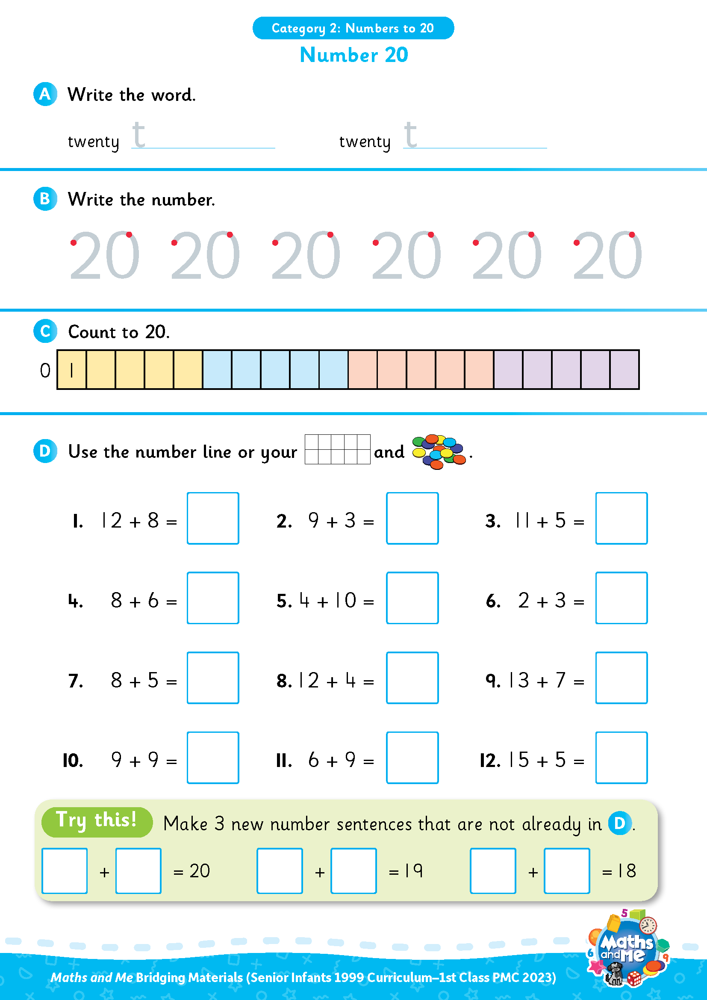 Category 2: Numbers to 20
Number 20
A Write the word.
twenty t twenty t
B Write the number.
20 20 20 20 20 20
C Count to 20.
0 1
D Use the number line or your and .
1. 12 + 8 = 2. 9 + 3 = 3. 11 + 5 =
4. 8 + 6 = 5. 4 + 10 = 6. 2 + 3 =
7. 8 + 5 = 8. 12 + 4 = 9. 13 + 7 =
10. 9 + 9 = 11. 6 + 9 = 12. 15 + 5 =
Try this! Make 3 new number sentences that are not already in D.
+ = 20 + = 19 + = 18
5
Maths
6 and Me 9
Maths and Me Bridging Materials (Senior Infants 1999 Curriculum–1st Class PMC 2023)